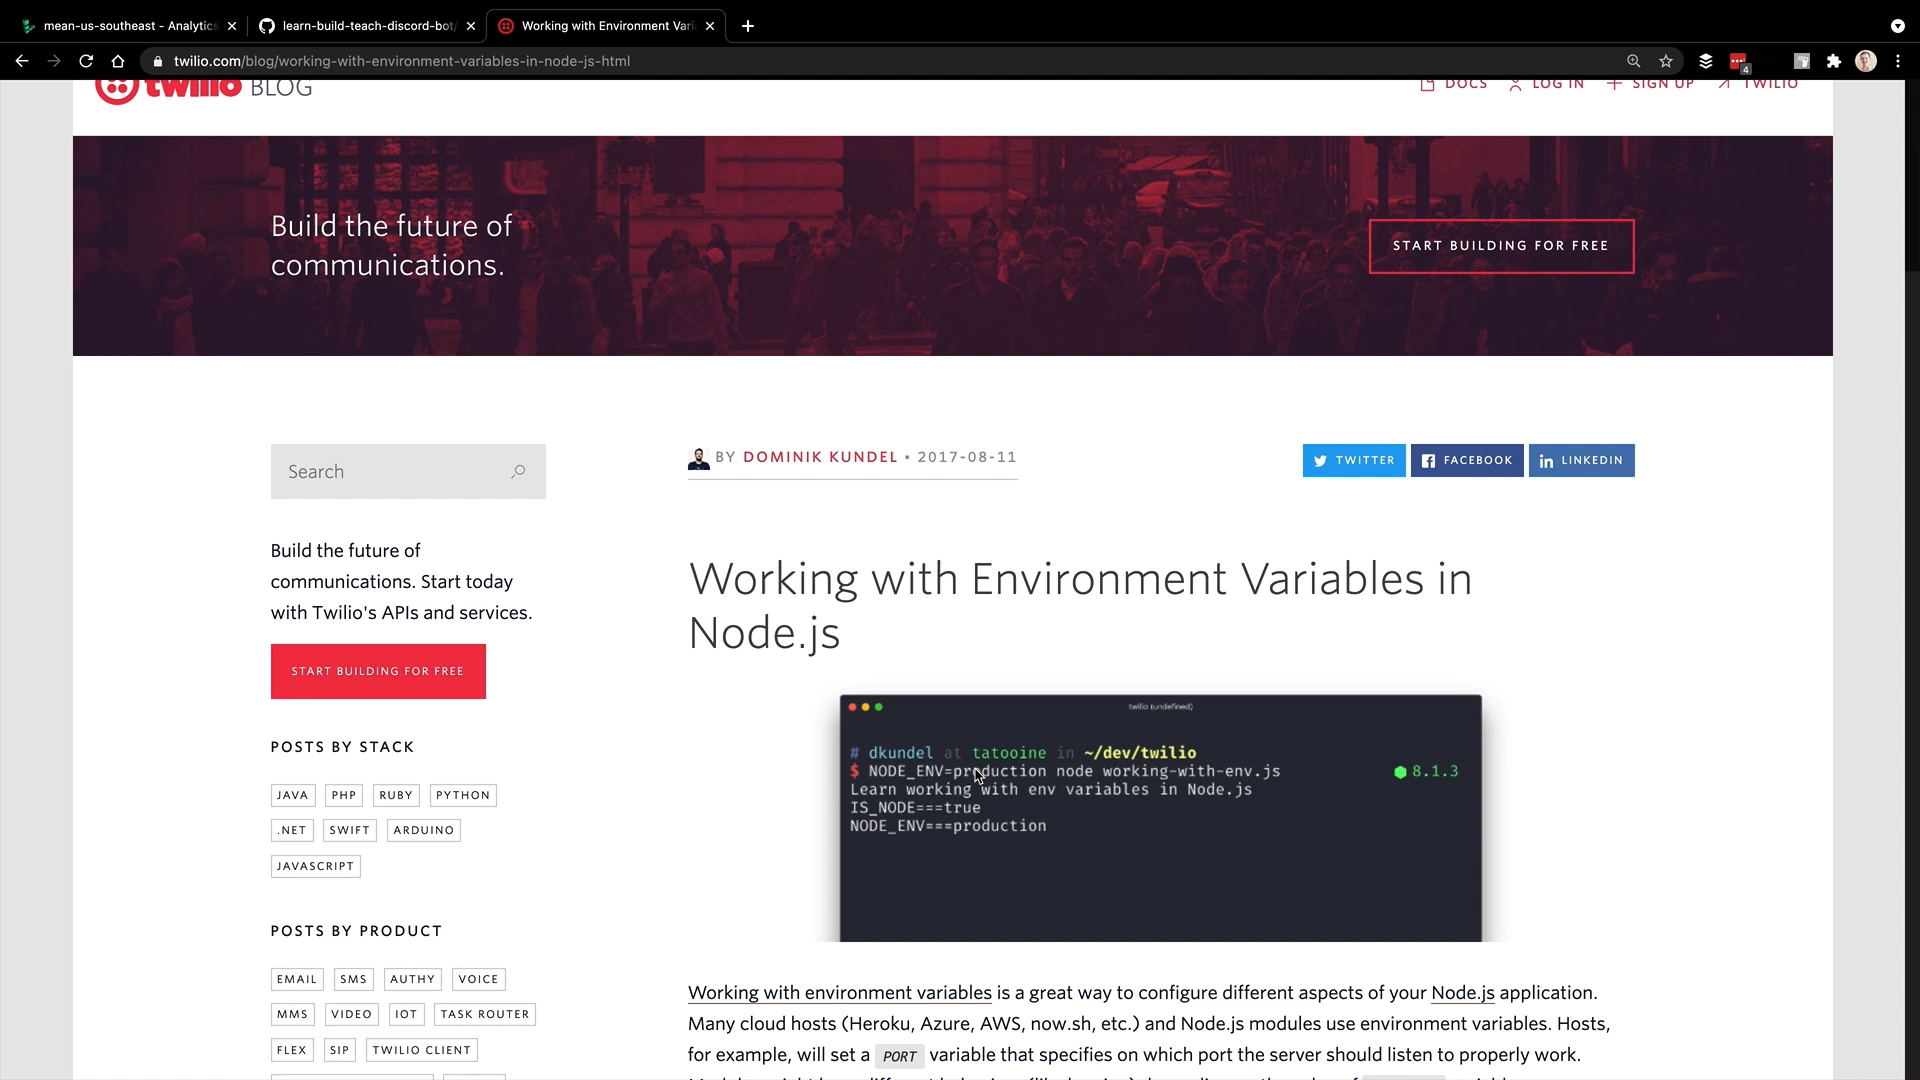 mean-us-southeast - Analytics
learn-build-teach-discord-bot/
Working with Environment Vari
twilio.com/blog/working-with-environment-variables-in-node-js-html
4
twilio BLOG
DOCS
LOG IN
SIGN UP
TWILIO
Build the future of
communications.
START BUILDING FOR FREE
Search
Build the future of
communications. Start today
with Twilio's APIs and services.
START BUILDING FOR FREE
POSTS BY STACK
JAVA PHP RUBY PYTHON
.NET SWIFT ARDUINO
JAVASCRIPT
POSTS BY PRODUCT
EMAIL SMS AUTHY VOICE
MMS VIDEO IOT TASK ROUTER
FLEX SIP TWILIO CLIENT
BY DOMINIK KUNDEL • 2017-08-11
TWITTER FACEBOOK LINKEDIN
Working with Environment Variables in
Node.js
twilio (undefined)
# dkundel at tatooine in ~/dev/twilio
$ NODE_ENV=production node working-with-env.js 8.1.3
Learn working with env variables in Node.js
IS_NODE===true
NODE_ENV===production
Working with environment variables is a great way to configure different aspects of your Node.js application.
Many cloud hosts (Heroku, Azure, AWS, now.sh, etc.) and Node.js modules use environment variables. Hosts,
for example, will set a PORT variable that specifies on which port the server should listen to properly work.